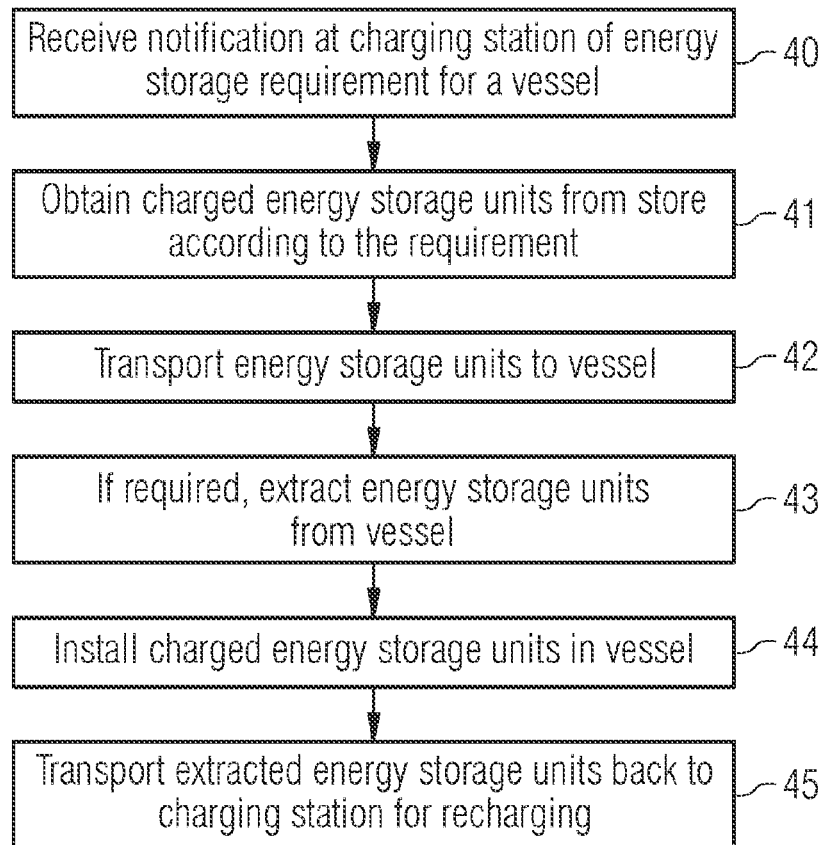 Receive notification at charging station of energy
storage requirement for a vessel
40
Obtain charged energy storage units from store
according to the requirement
41
Transport energy storage units to vessel
42
If required, extract energy storage units
from vessel
43
Install charged energy storage units in vessel
44
Transport extracted energy storage units back to
charging station for recharging
45